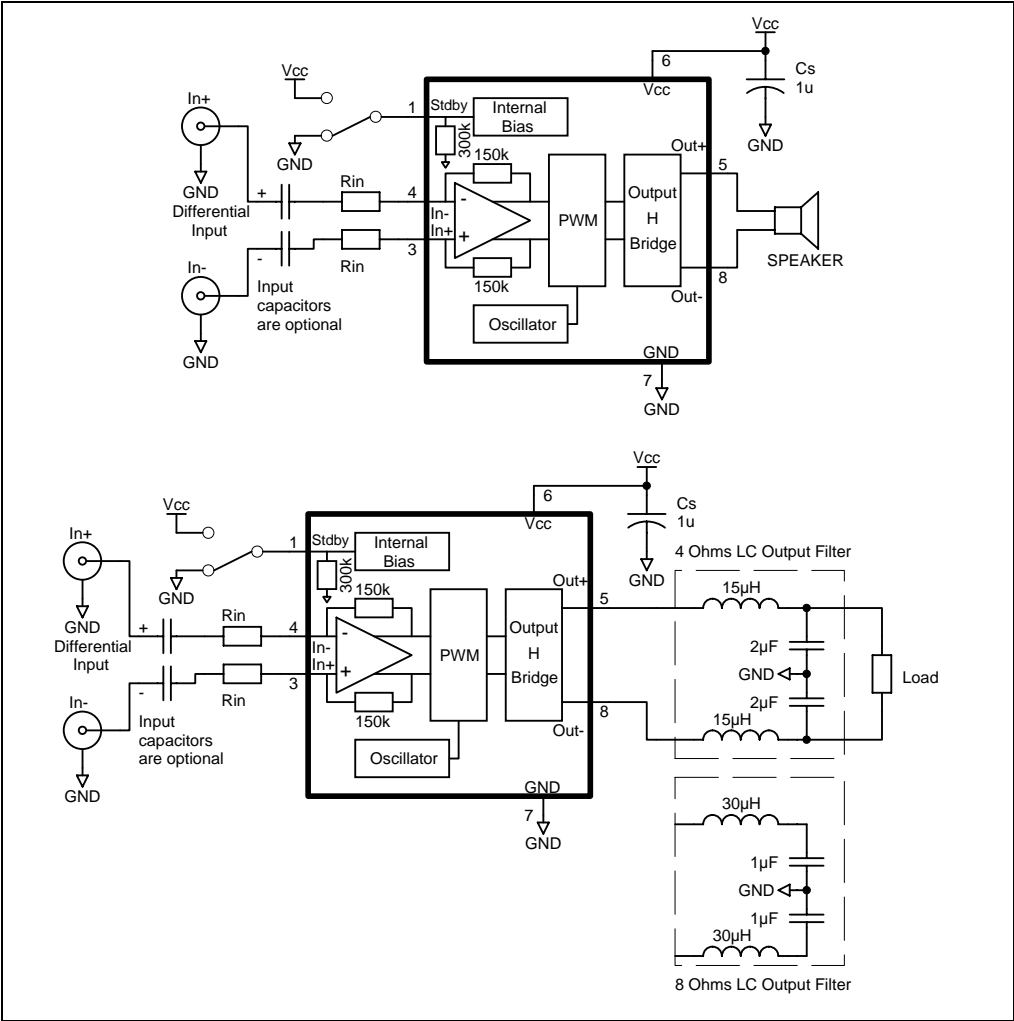 Vcc
6
Cs
1u
Vcc
GND
Vcc
In+
1
Stdby
Internal
Bias
300k
GND
GND
Differential
Input
+
Rin
4
150k
-
In-
In+
+
3
Rin
-
150k
PWM
Output
H
Bridge
Out+
5
SPEAKER
8
Out-
In-
Input
capacitors
are optional
GND
Oscillator
GND
7
GND
Vcc
6
Cs
1u
Vcc
GND
Vcc
In+
1
Stdby
Internal
Bias
300k
GND
GND
Differential
Input
+
Rin
4
150k
-
In-
In+
+
3
Rin
-
150k
PWM
Output
H
Bridge
Out+
5
8
Out-
In-
Input
capacitors
are optional
GND
Oscillator
GND
7
GND
4 Ohms LC Output Filter
15µH
2µF
GND
Load
2µF
15µH
30µH
1µF
GND
1µF
30µH
8 Ohms LC Output Filter